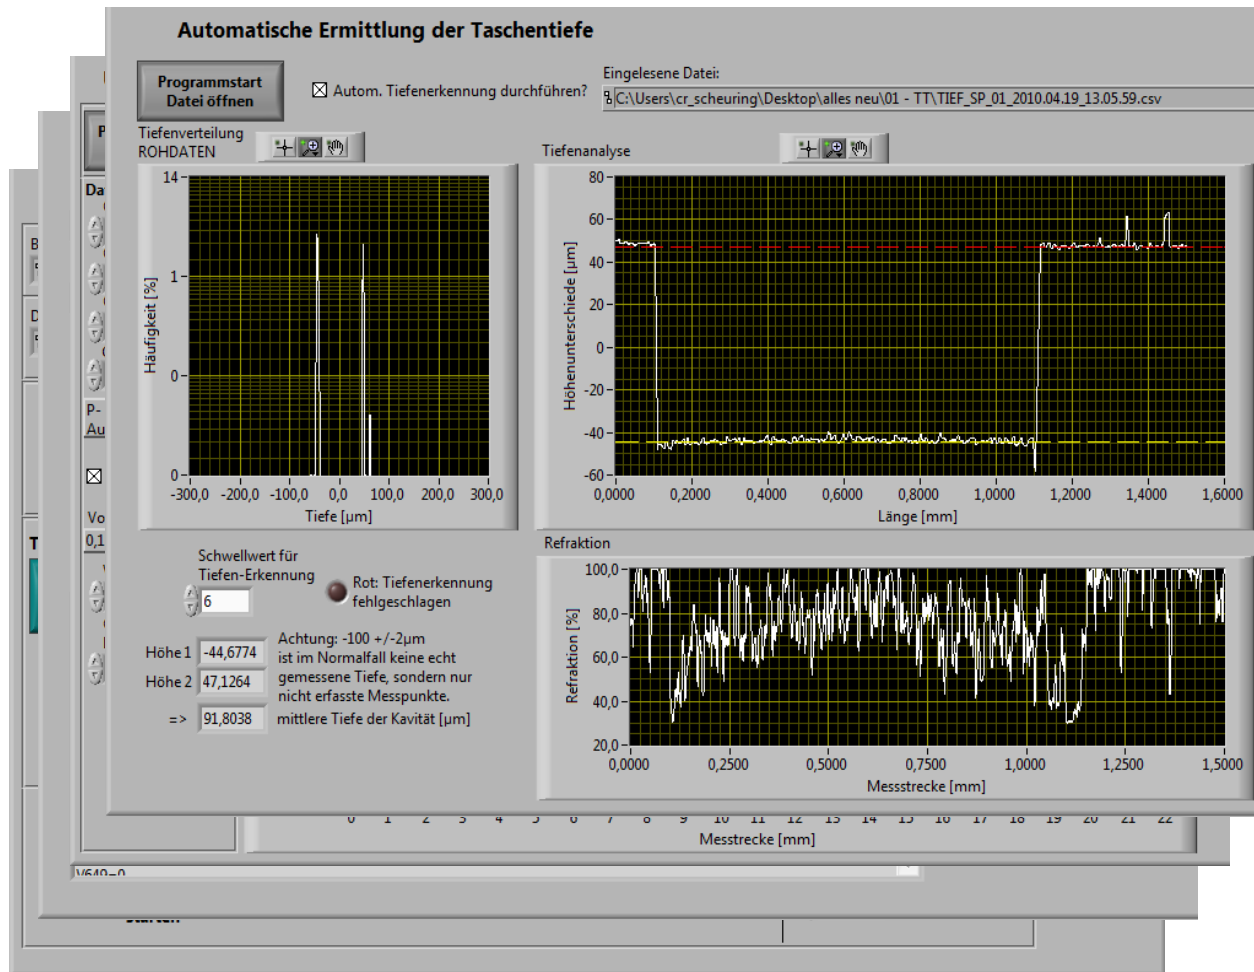 Automatische Ermittlung der Taschentiefe
Programmstart
Datei öffnen
Autom. Tiefenerkennung durchführen?
Eingelesene Datei:
C:\Users\cr_scheuring\Desktop\alles neu\01 - TT\TIEF_SP_01_2010.04.19_13.05.59.csv
Tiefenverteilung
ROHDATEN
14
1
0
0
Häufigkeit [%]
-300,0 -200,0 -100,0 0,0 100,0 200,0 300,0
Tiefe [µm]
Tiefenanalyse
80
60
40
20
0
-20
-40
-60
Höhenunterschiede [µm]
0,0000 0,2000 0,4000 0,6000 0,8000 1,0000 1,2000 1,4000 1,6000
Länge [mm]
Schwellwert für
Tiefen-Erkennung
6
Rot: Tiefenerkennung
fehlgeschlagen
Höhe 1 -44,6774
Höhe 2 47,1264
=> 91,8038 mittlere Tiefe der Kavität [µm]
Achtung: -100 +/-2µm
ist im Normalfall keine echt
gemessene Tiefe, sondern nur
nicht erfasste Messpunkte.
Refraktion
100,0
80,0
60,0
40,0
20,0
Refraktion [%]
0,0000 0,2500 0,5000 0,7500 1,0000 1,2500 1,5000
Messstrecke [mm]
P
Da
P-
Au
Vo
0,1
B
D
T
0 1 2 3 4 5 6 7 8 9 10 11 12 13 14 15 16 17 18 19 20 21 22
Messtrecke [mm]
V649=0
starten